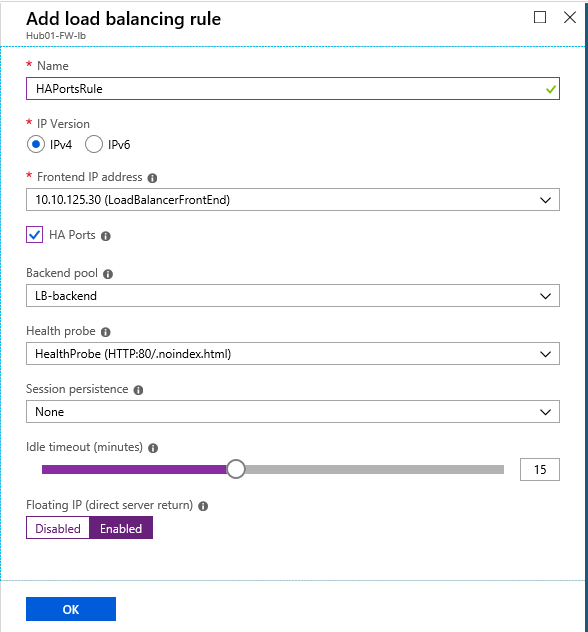 Add load balancing rule
Hub01-FW-lb
* Name
HAPortsRule
* IP Version
IPv4 IPv6
* Frontend IP address
10.10.125.30 (LoadBalancerFrontEnd)
HA Ports
Backend pool
LB-backend
Health probe
HealthProbe (HTTP:80/.noindex.html)
Session persistence
None
Idle timeout (minutes)
15
Floating IP (direct server return)
Disabled Enabled
OK